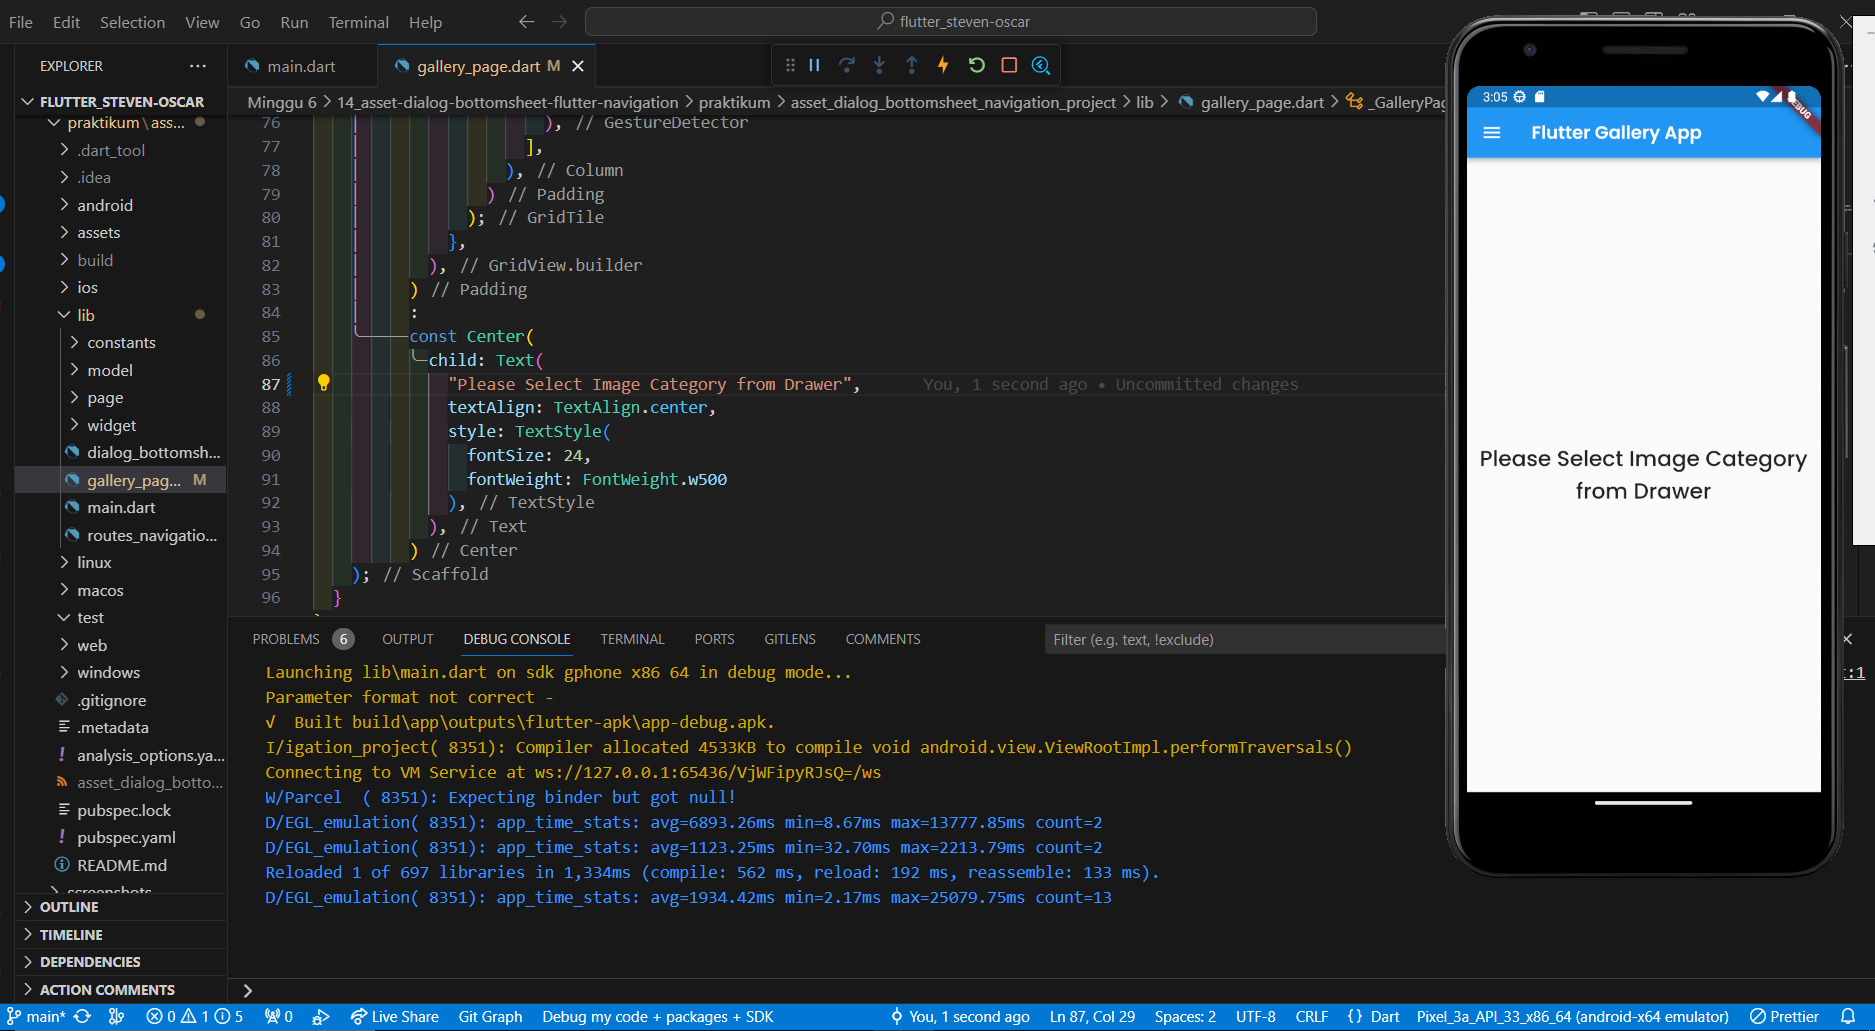 File Edit Selection View Go Run Terminal Help
flutter_steven-oscar
EXPLORER
main.dart
gallery_page.dart M
FLUTTER_STEVEN-OSCAR
Minggu 6 > 14_asset-dialog-bottomsheet-flutter-navigation > praktikum > asset_dialog_bottomsheet_navigation_project > lib > gallery_page.dart > _GalleryPag
praktikum\ass...
.dart_tool
.idea
android
assets
build
ios
lib
constants
model
page
widget
dialog_bottomsh...
gallery_pag... M
main.dart
routes_navigatio...
linux
macos
test
web
windows
.gitignore
.metadata
analysis_options.ya...
asset_dialog_botto...
pubspec.lock
pubspec.yaml
README.md
screenshots
OUTLINE
TIMELINE
DEPENDENCIES
ACTION COMMENTS
76 ), // GestureDetector
77 ],
78 ), // Column
79 ) // Padding
80 ); // GridTile
81 },
82 ), // GridView.builder
83 ) // Padding
84 :
85 const Center(
86 child: Text(
87 "Please Select Image Category from Drawer", You, 1 second ago • Uncommitted changes
88 textAlign: TextAlign.center,
89 style: TextStyle(
90 fontSize: 24,
91 fontWeight: FontWeight.w500
92 ), // TextStyle
93 ), // Text
94 ) // Center
95 ); // Scaffold
96 }
PROBLEMS 6 OUTPUT DEBUG CONSOLE TERMINAL PORTS GITLENS COMMENTS
Filter (e.g. text, !exclude)
Launching lib\main.dart on sdk gphone x86 64 in debug mode...
Parameter format not correct -
√ Built build\app\outputs\flutter-apk\app-debug.apk.
I/igation_project( 8351): Compiler allocated 4533KB to compile void android.view.ViewRootImpl.performTraversals()
Connecting to VM Service at ws://127.0.0.1:65436/VjWFipyRJsQ=/ws
W/Parcel ( 8351): Expecting binder but got null!
D/EGL_emulation( 8351): app_time_stats: avg=6893.26ms min=8.67ms max=13777.85ms count=2
D/EGL_emulation( 8351): app_time_stats: avg=1123.25ms min=32.70ms max=2213.79ms count=2
Reloaded 1 of 697 libraries in 1,334ms (compile: 562 ms, reload: 192 ms, reassemble: 133 ms).
D/EGL_emulation( 8351): app_time_stats: avg=1934.42ms min=2.17ms max=25079.75ms count=13
:1
3:05
DEBUG
Flutter Gallery App
Please Select Image Category
from Drawer
main* 0 1 5 0 Live Share Git Graph Debug my code + packages + SDK You, 1 second ago Ln 87, Col 29 Spaces: 2 UTF-8 CRLF {} Dart Pixel_3a_API_33_x86_64 (android-x64 emulator) Prettier